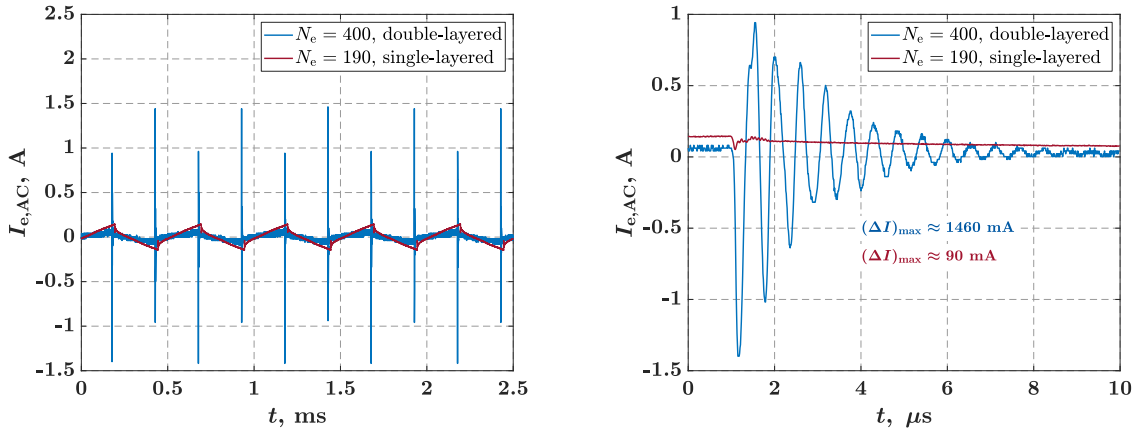 2.5
2
1.5
1
0.5
0
-0.5
-1
-1.5
I_e,AC, A
N_e = 400, double-layered
N_e = 190, single-layered
0 0.5 1 1.5 2 2.5
t, ms
1
0.5
0
-0.5
-1
-1.5
I_e,AC, A
N_e = 400, double-layered
N_e = 190, single-layered
(ΔI)_max ≈ 1460 mA
(ΔI)_max ≈ 90 mA
0 2 4 6 8 10
t, μs